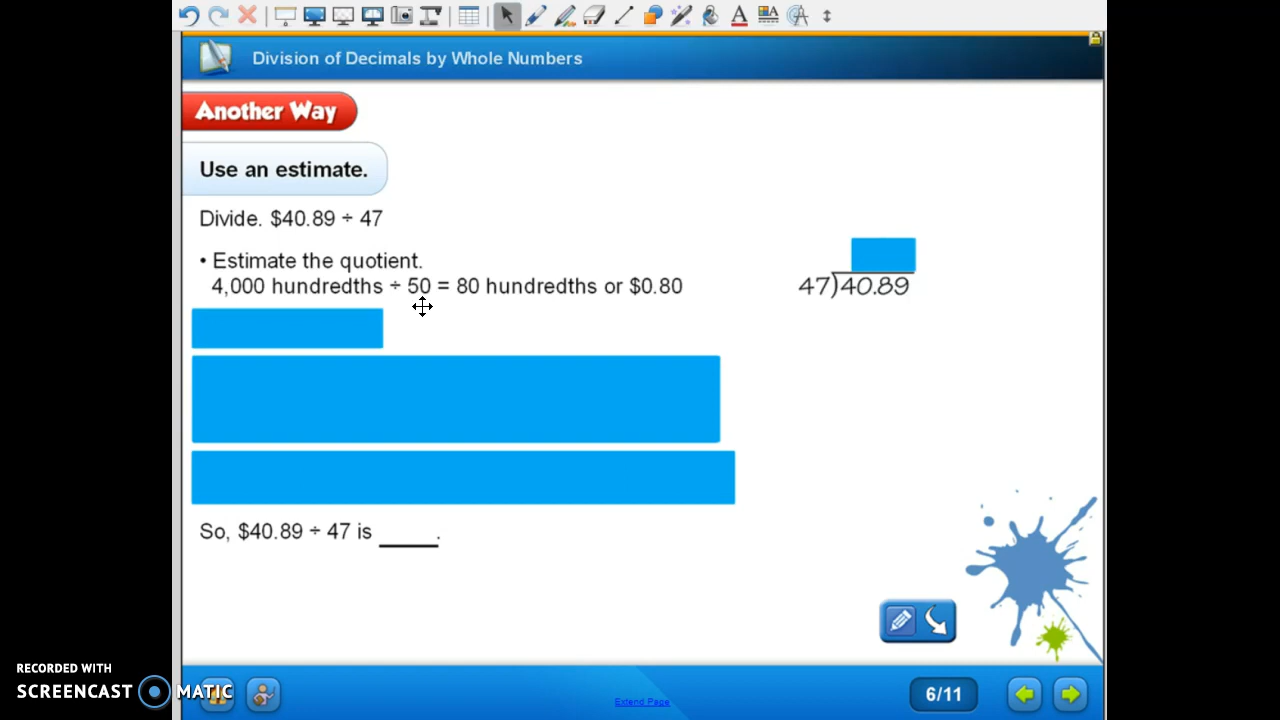 Division of Decimals by Whole Numbers
Another Way
Use an estimate.
Divide. $40.89 ÷ 47
• Estimate the quotient.
4,000 hundredths ÷ 50 = 80 hundredths or $0.80
47)40.89
So, $40.89 ÷ 47 is _____.
RECORDED WITH
SCREENCAST MATIC
Extend Page
6/11